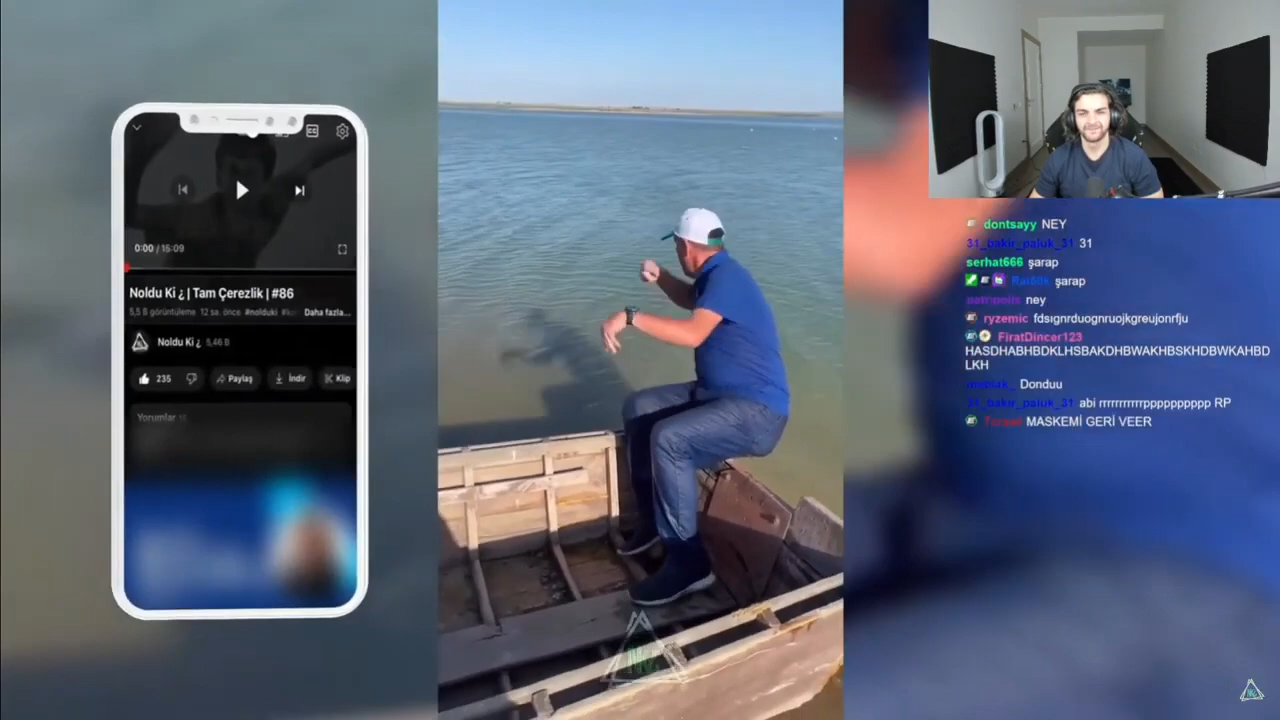 0:00 / 15:09
Noldu Ki ¿ | Tam Çerezlik | #86
5,5 B görüntüleme 12 sa. önce #nolduki Daha fazla...
Noldu Ki ¿ 5,46 B
235 Paylaş İndir Klip
Yorumlar
dontsayy NEY
31_bakir_paluk_31 31
serhat666 şarap
şarap
ney
ryzemic fdsıgnrduognruojkgreujonrfju
FiratDincer123
HASDHABHBDKLHSBAKDHBWAKHBSKHDBWKAHBD
LKH
Donduu
31_bakir_paluk_31 abi rrrrrrrrrrrpppppppppp RP
MASKEMİ GERİ VEER